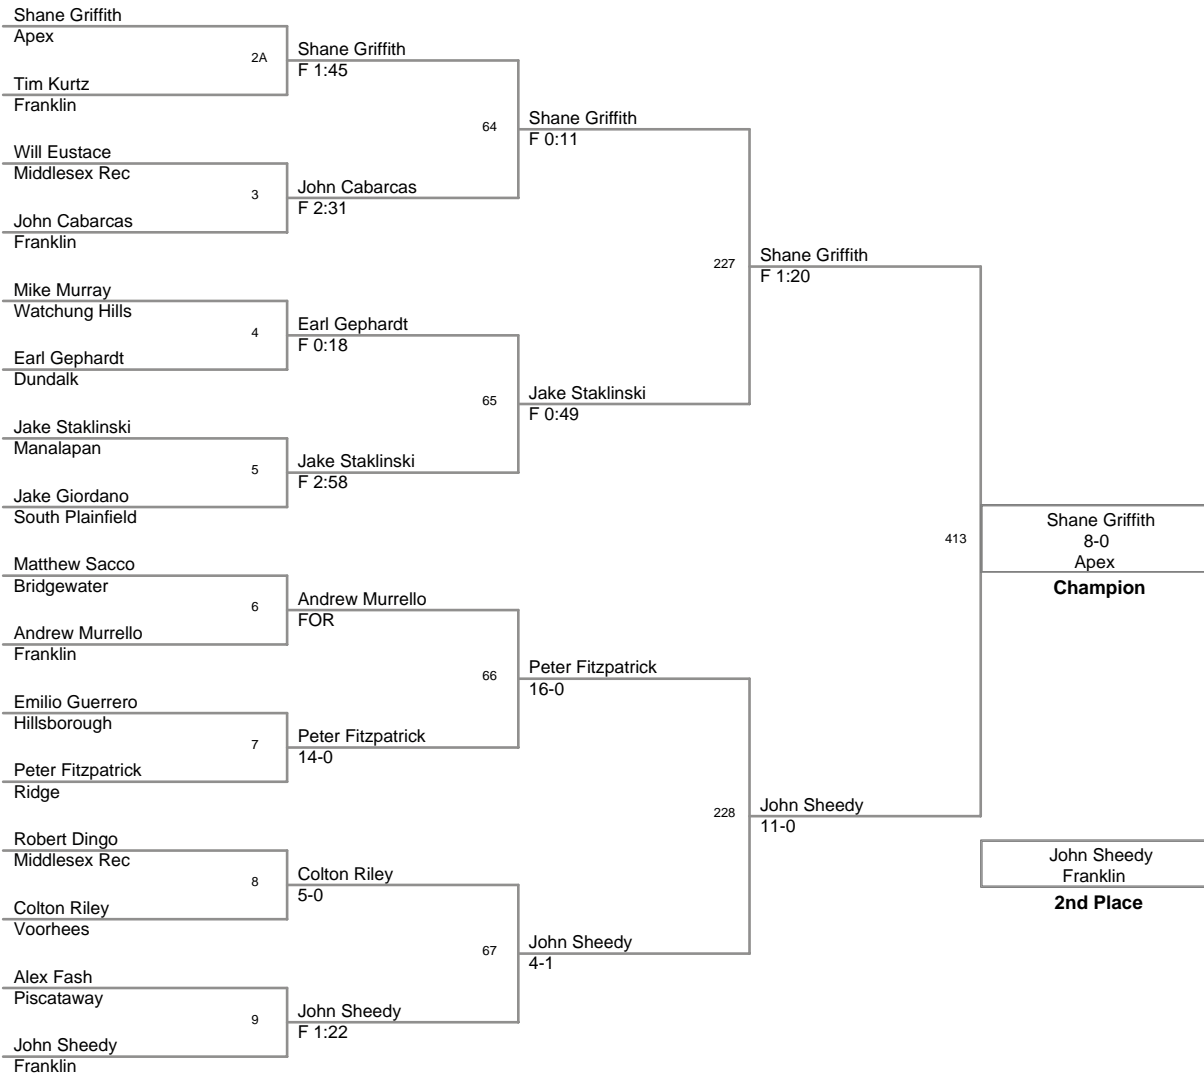 Shane Griffith
Apex
2A
Tim Kurtz
Franklin
Will Eustace
Middlesex Rec
3
John Cabarcas
Franklin
Mike Murray
Watchung Hills
4
Earl Gephardt
Dundalk
Jake Staklinski
Manalapan
5
Jake Giordano
South Plainfield
Matthew Sacco
Bridgewater
6
Andrew Murrello
Franklin
Emilio Guerrero
Hillsborough
7
Peter Fitzpatrick
Ridge
Robert Dingo
Middlesex Rec
8
Colton Riley
Voorhees
Alex Fash
Piscataway
9
John Sheedy
Franklin
Shane Griffith
F 1:45
64
John Cabarcas
F 2:31
Earl Gephardt
F 0:18
65
Jake Staklinski
F 2:58
Andrew Murrello
FOR
66
Peter Fitzpatrick
14-0
Colton Riley
5-0
67
John Sheedy
F 1:22
Shane Griffith
F 0:11
227
Jake Staklinski
F 0:49
Peter Fitzpatrick
16-0
228
John Sheedy
4-1
Shane Griffith
F 1:20
413
John Sheedy
11-0
Shane Griffith
8-0
Apex
Champion
John Sheedy
Franklin
2nd Place